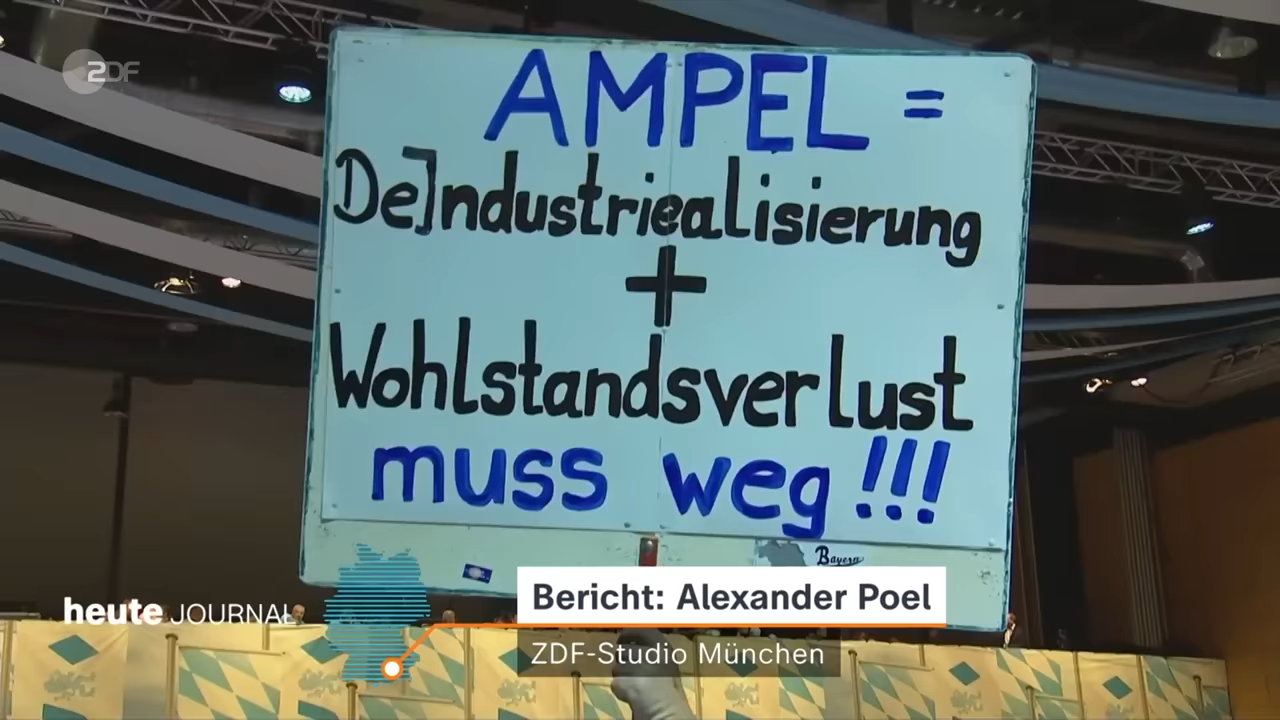 ZDF
AMPEL =
DeIndustriealisierung
+
Wohlstandsverlust
muss weg !!!
Bayern
heute JOURNAL
Bericht: Alexander Poel
ZDF-Studio München